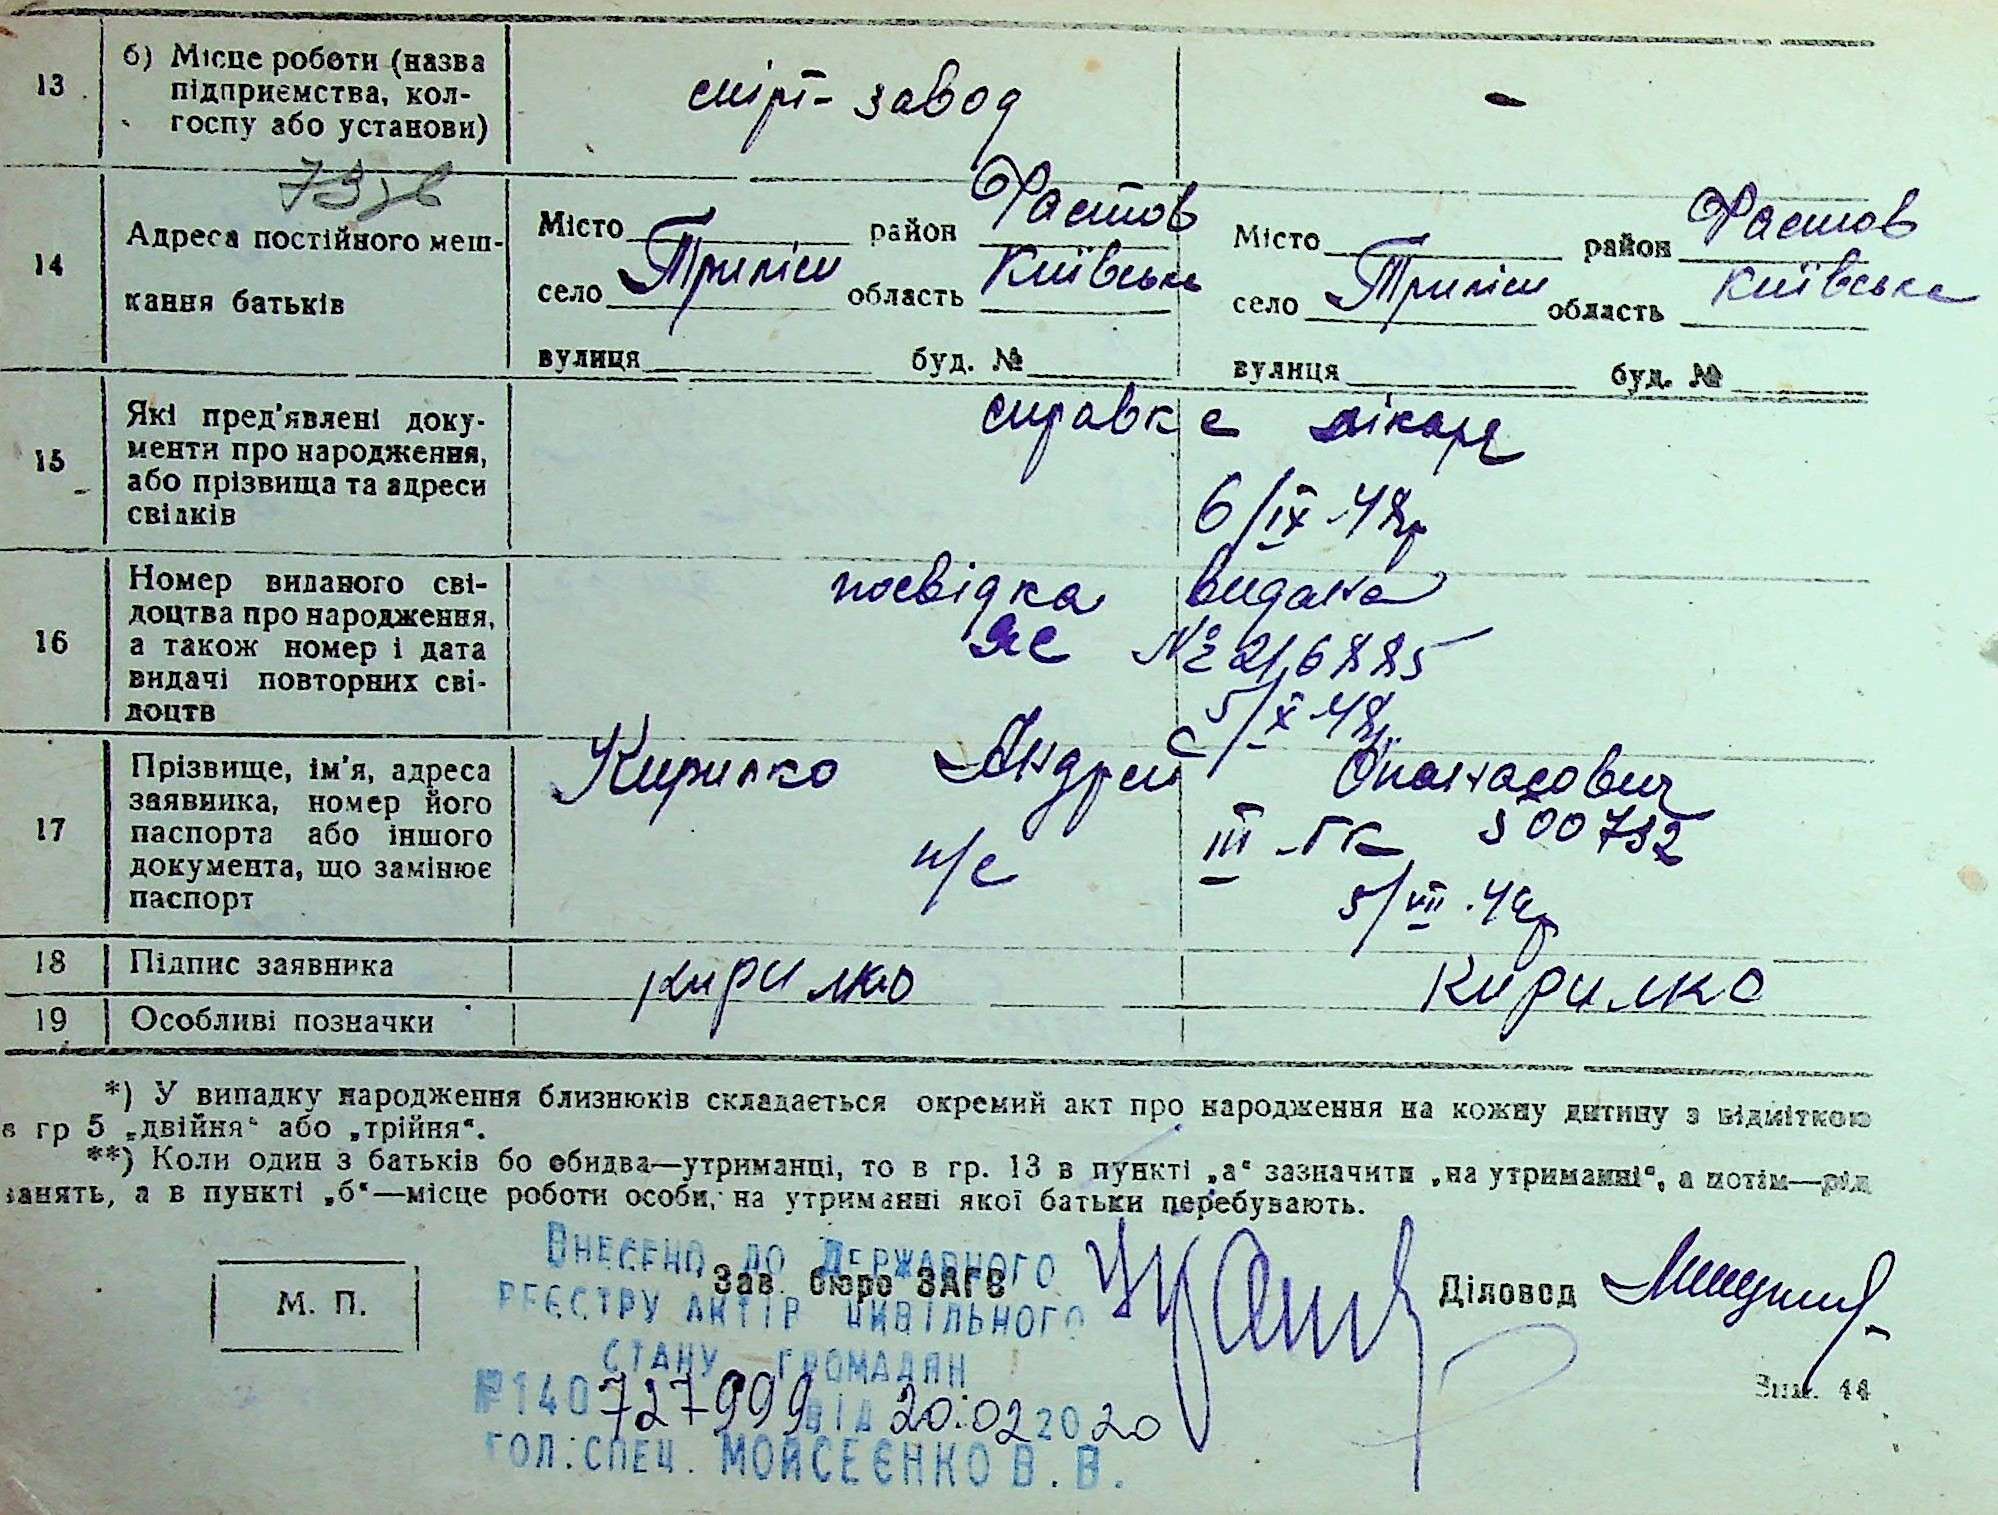 13
б) Місце роботи (назва
підприємства, кол-
госпу або установи)
спірт-завод
-
14
Адреса постійного меш-
кання батьків
Місто район Фастов
село Триліси область Київська
вулиця буд. №
Місто район Фастов
село Триліси область Київська
вулиця буд. №
15
Які пред'явлені доку-
менти про народження,
або прізвища та адреси
свідків
справка лікаря
6/IX-48р
16
Номер виданого сві-
доцтва про народження,
а також номер і дата
видачі повторних сві-
доцтв
посвідка видана
ЯС № 216885
5/X-48р.
17
Прізвище, ім'я, адреса
заявника, номер його
паспорта або іншого
документа, що замінює
паспорт
Кирилко Андрей Опанасович
п/с III-ГК 500732
18
Підпис заявника
Кирилко
Кирилко
19
Особливі позначки
*) У випадку народження близнюків складається окремий акт про народження на кожну дитину з відміткою
в гр 5 „двійня“ або „трійня“.
**) Коли один з батьків бо обидва—утриманці, то в гр. 13 в пункті „а“ зазначити „на утриманні“, а потім—рід
занять, а в пункті „б“—місце роботи особи, на утриманні якої батьки перебувають.
М. П.
Зав. бюро ЗАГС
Діловод
Зам. 44
Внесено до Державного
реєстру актів цивільного
стану громадян
№140727999 від 20.02 2020
гол. спец. Мойсеєнко В. В.